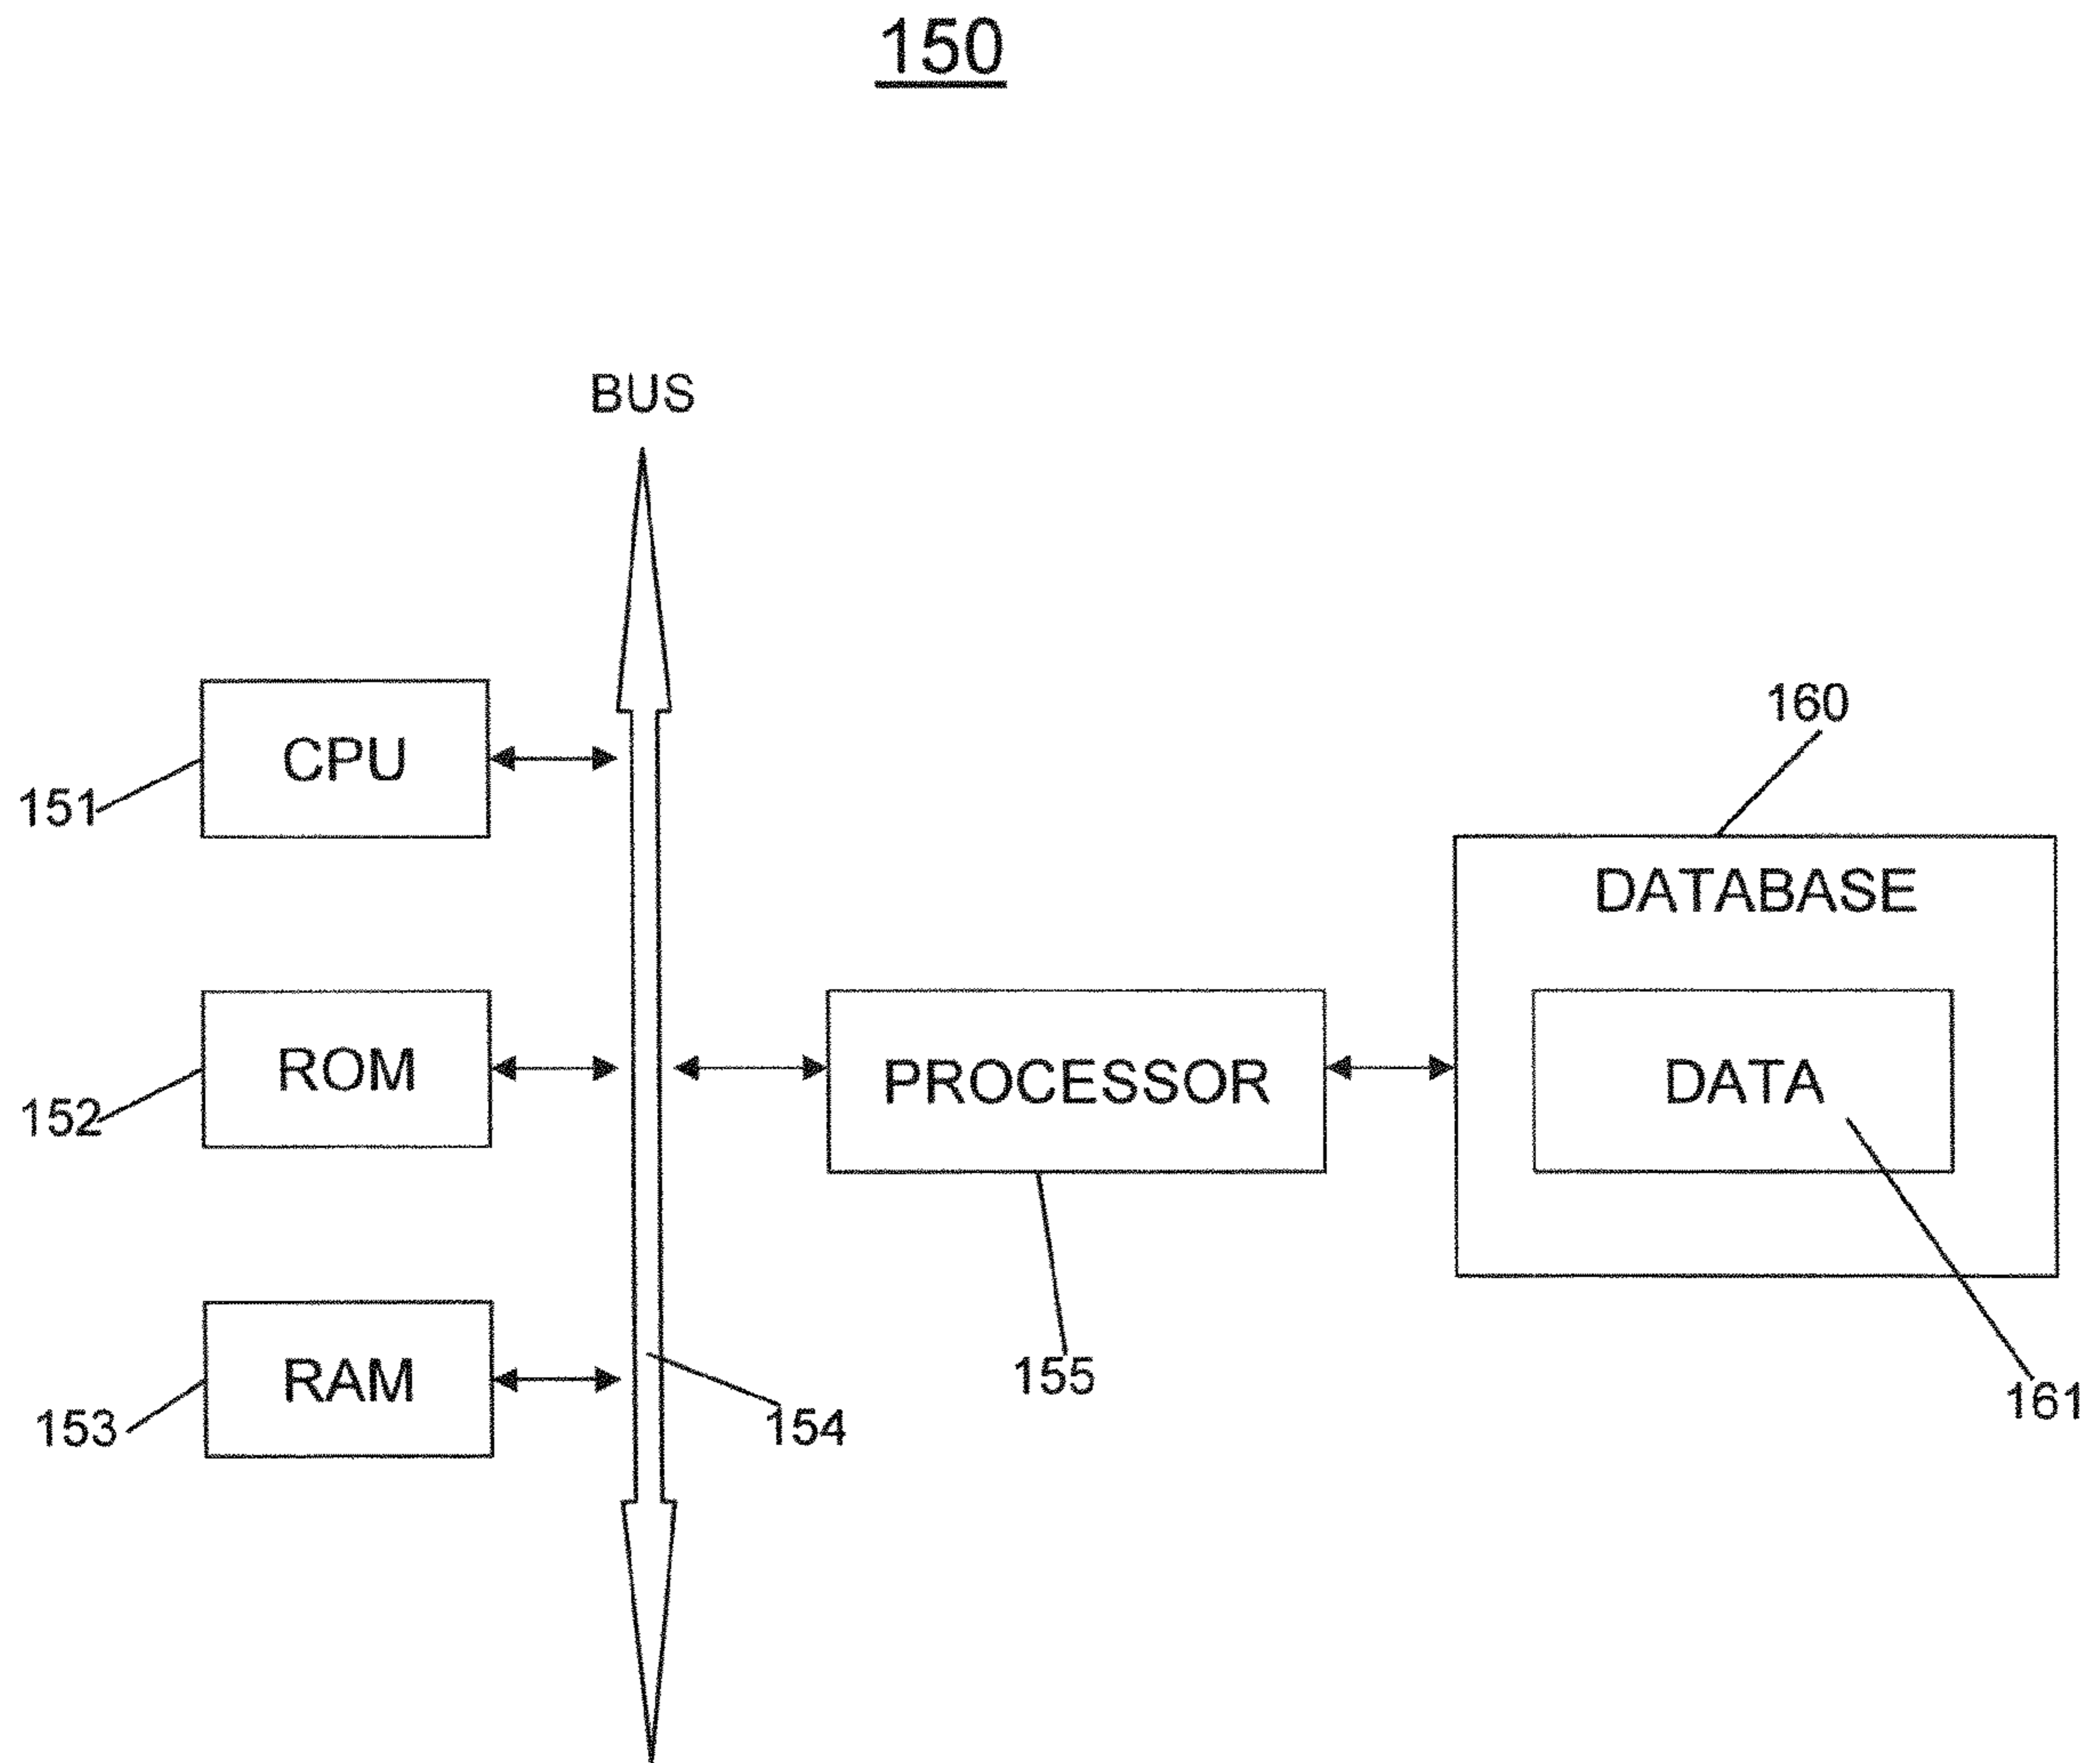 150
BUS
CPU
151
160
DATABASE
ROM
152
PROCESSOR
DATA
RAM
153
154
155
161